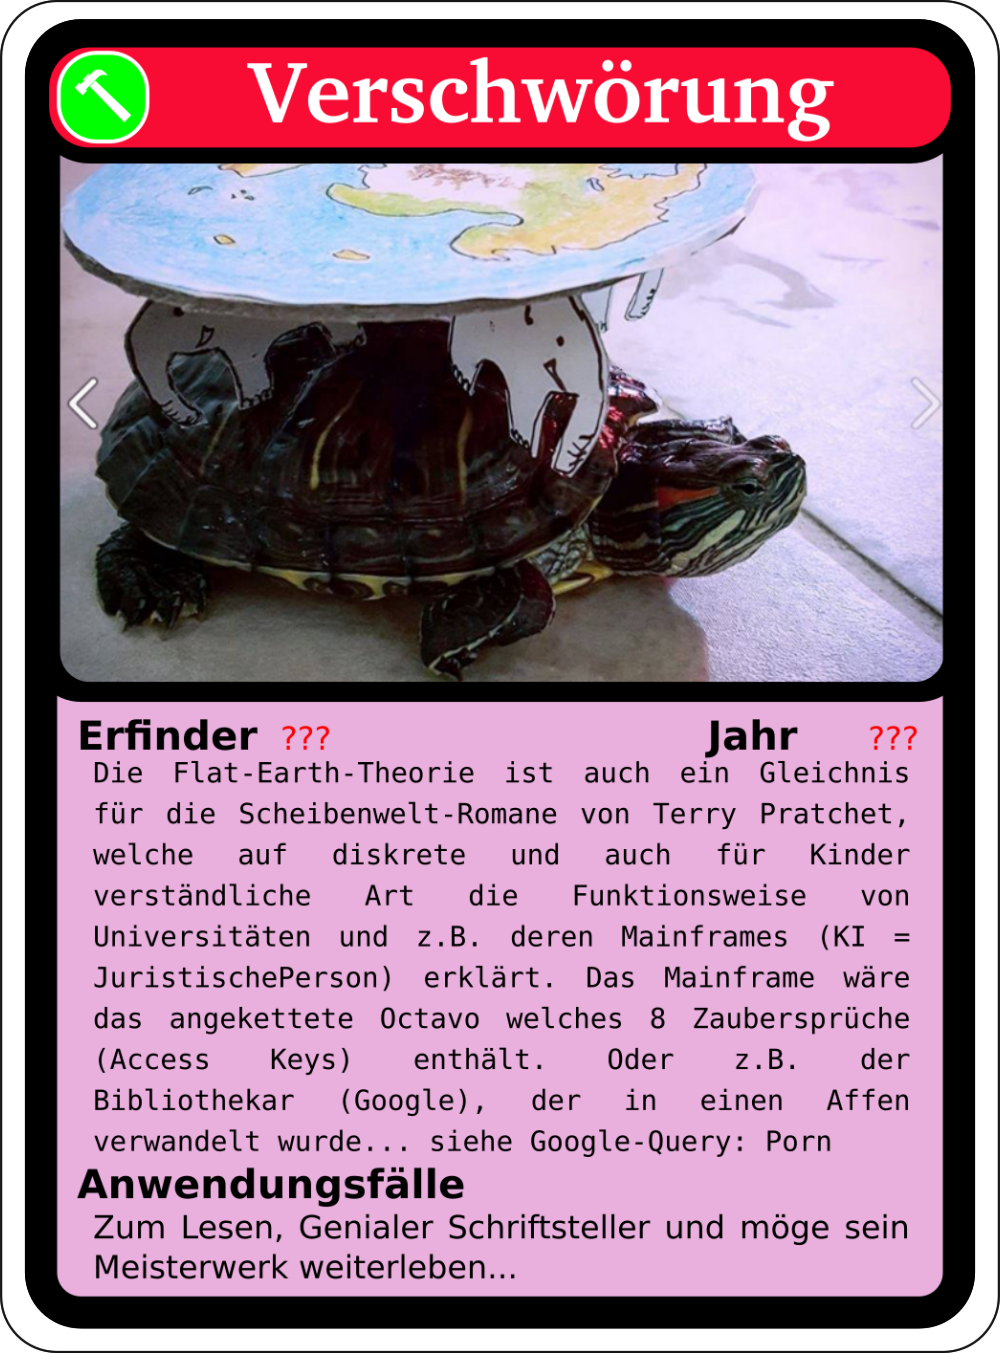 Verschwörung
Erfinder ??? Jahr ???
Die Flat-Earth-Theorie ist auch ein Gleichnis
für die Scheibenwelt-Romane von Terry Pratchet,
welche auf diskrete und auch für Kinder
verständliche Art die Funktionsweise von
Universitäten und z.B. deren Mainframes (KI =
JuristischePerson) erklärt. Das Mainframe wäre
das angekettete Octavo welches 8 Zaubersprüche
(Access Keys) enthält. Oder z.B. der
Bibliothekar (Google), der in einen Affen
verwandelt wurde... siehe Google-Query: Porn
Anwendungsfälle
Zum Lesen, Genialer Schriftsteller und möge sein
Meisterwerk weiterleben...